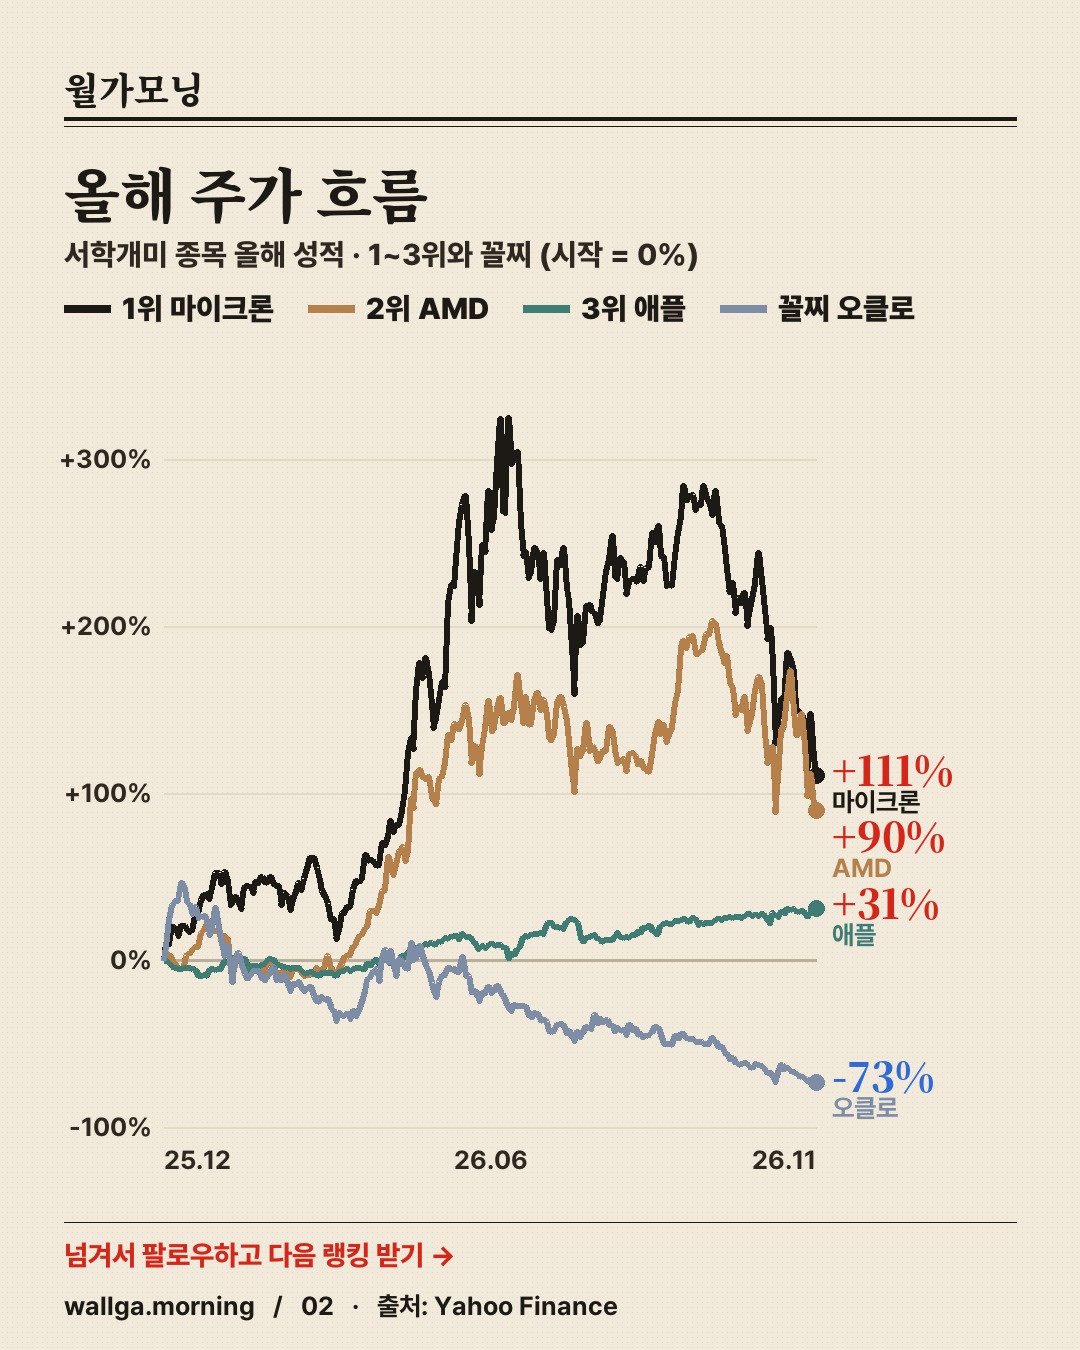 월가모닝
올해 주가 흐름
서학개미 종목 올해 성적 · 1~3위와 꼴찌 (시작 = 0%)
1위 마이크론 2위 AMD 3위 애플 꼴찌 오클로
+300%
+200%
+100%
0%
-100%
+111%
마이크론
+90%
AMD
+31%
애플
-73%
오클로
25.12 26.06 26.11
넘겨서 팔로우하고 다음 랭킹 받기 →
wallga.morning / 02 · 출처: Yahoo Finance